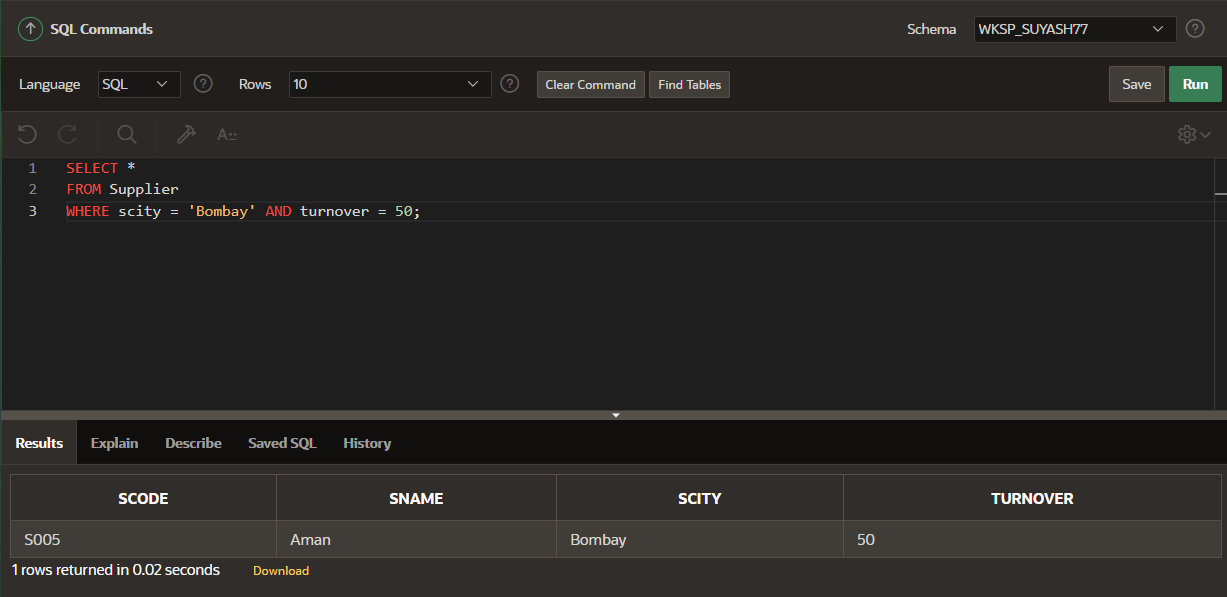 SQL Commands Schema WKSP_SUYASH77 ?
Language SQL ? Rows 10 ? Clear Command Find Tables Save Run
A::
1 SELECT *
2 FROM Supplier
3 WHERE scity = 'Bombay' AND turnover = 50;
Results Explain Describe Saved SQL History
SCODE SNAME SCITY TURNOVER
S005 Aman Bombay 50
1 rows returned in 0.02 seconds Download